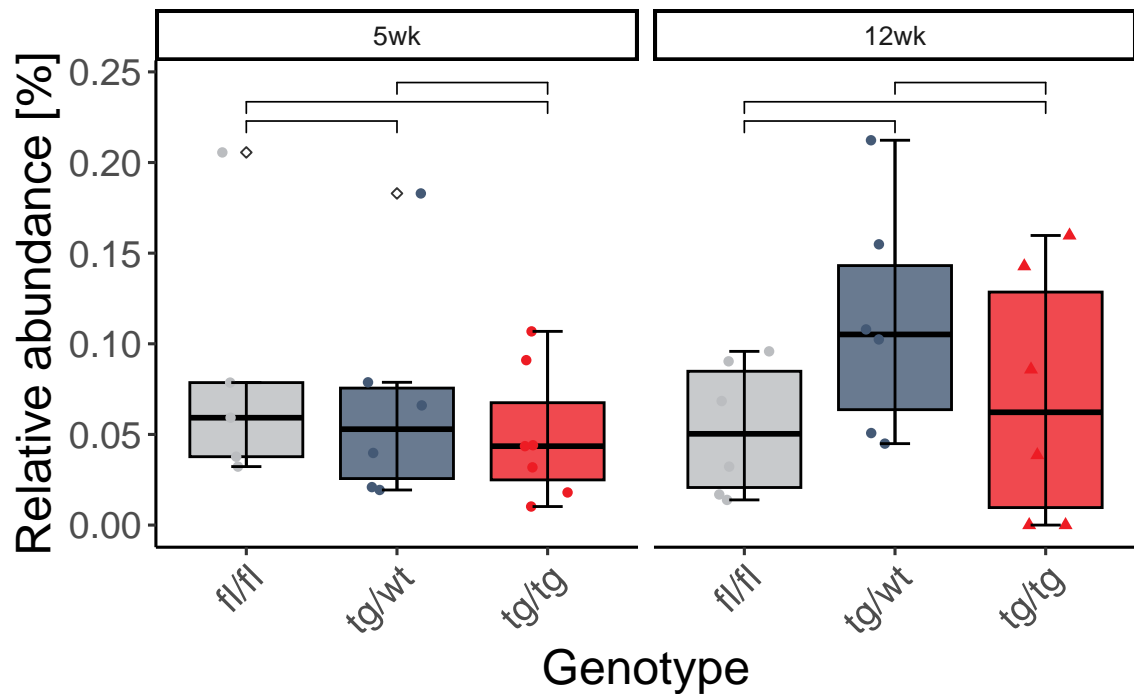 5wk
12wk
Relative abundance [%]
0.25
0.20
0.15
0.10
0.05
0.00
fl/fl
tg/wt
tg/tg
fl/fl
tg/wt
tg/tg
Genotype